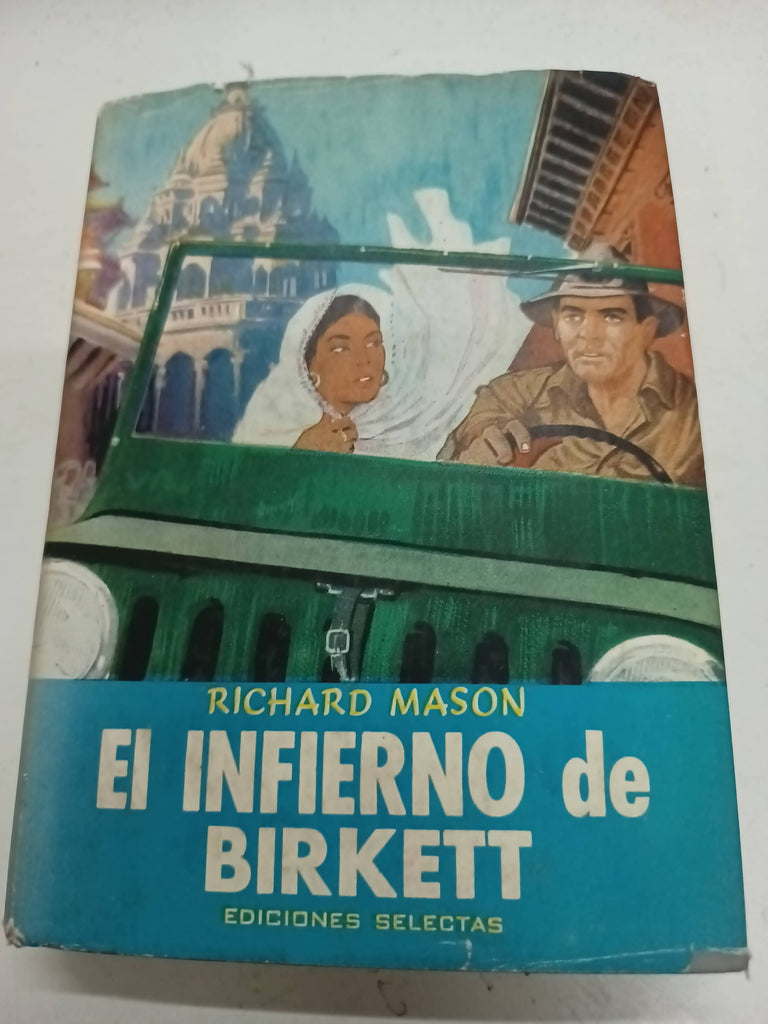 RICHARD MASON
El INFIERNO de
BIRKETT
EDICIONES SELECTAS